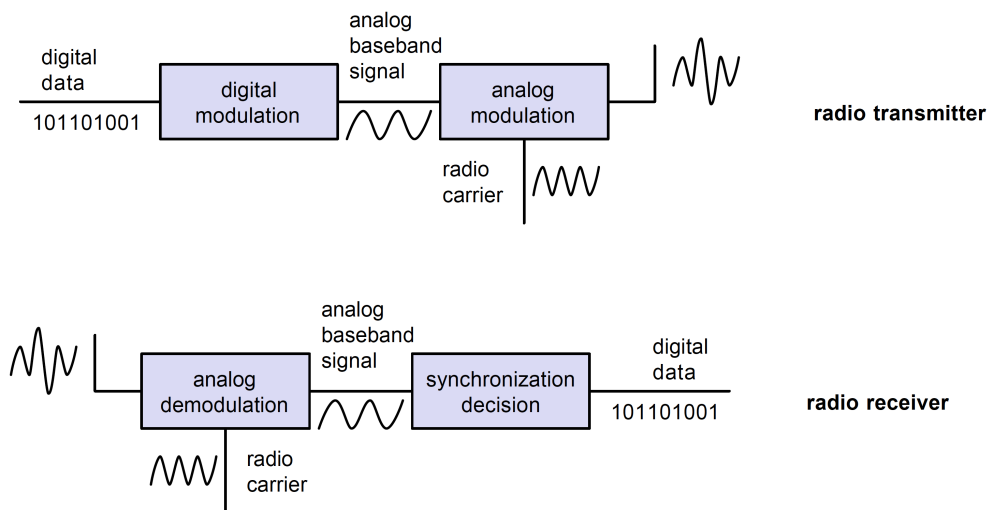 digital
data
101101001
digital
modulation
analog
baseband
signal
analog
modulation
radio
carrier
radio transmitter
analog
demodulation
radio
carrier
analog
baseband
signal
synchronization
decision
digital
data
101101001
radio receiver